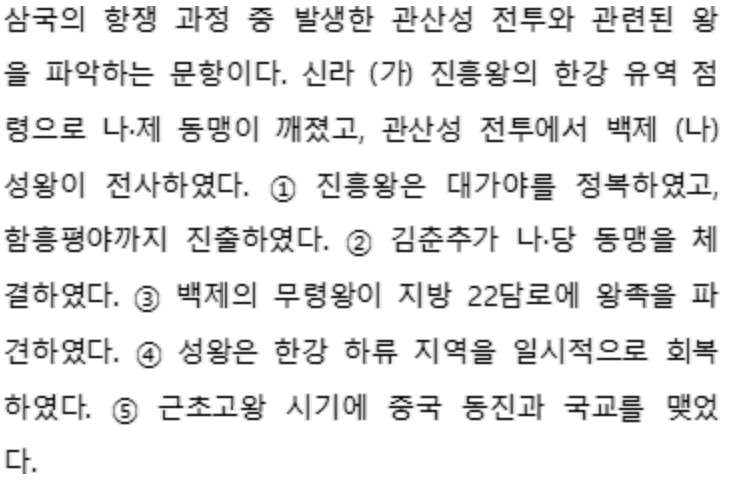 삼국의 항쟁 과정 중 발생한 관산성 전투와 관련된 왕
을 파악하는 문항이다. 신라 (가) 진흥왕의 한강 유역 점
령으로 나·제 동맹이 깨졌고, 관산성 전투에서 백제 (나)
성왕이 전사하였다. ① 진흥왕은 대가야를 정복하였고,
함흥평야까지 진출하였다. ② 김춘추가 나·당 동맹을 체
결하였다. ③ 백제의 무령왕이 지방 22담로에 왕족을 파
견하였다. ④ 성왕은 한강 하류 지역을 일시적으로 회복
하였다. ⑤ 근초고왕 시기에 중국 동진과 국교를 맺었
다.